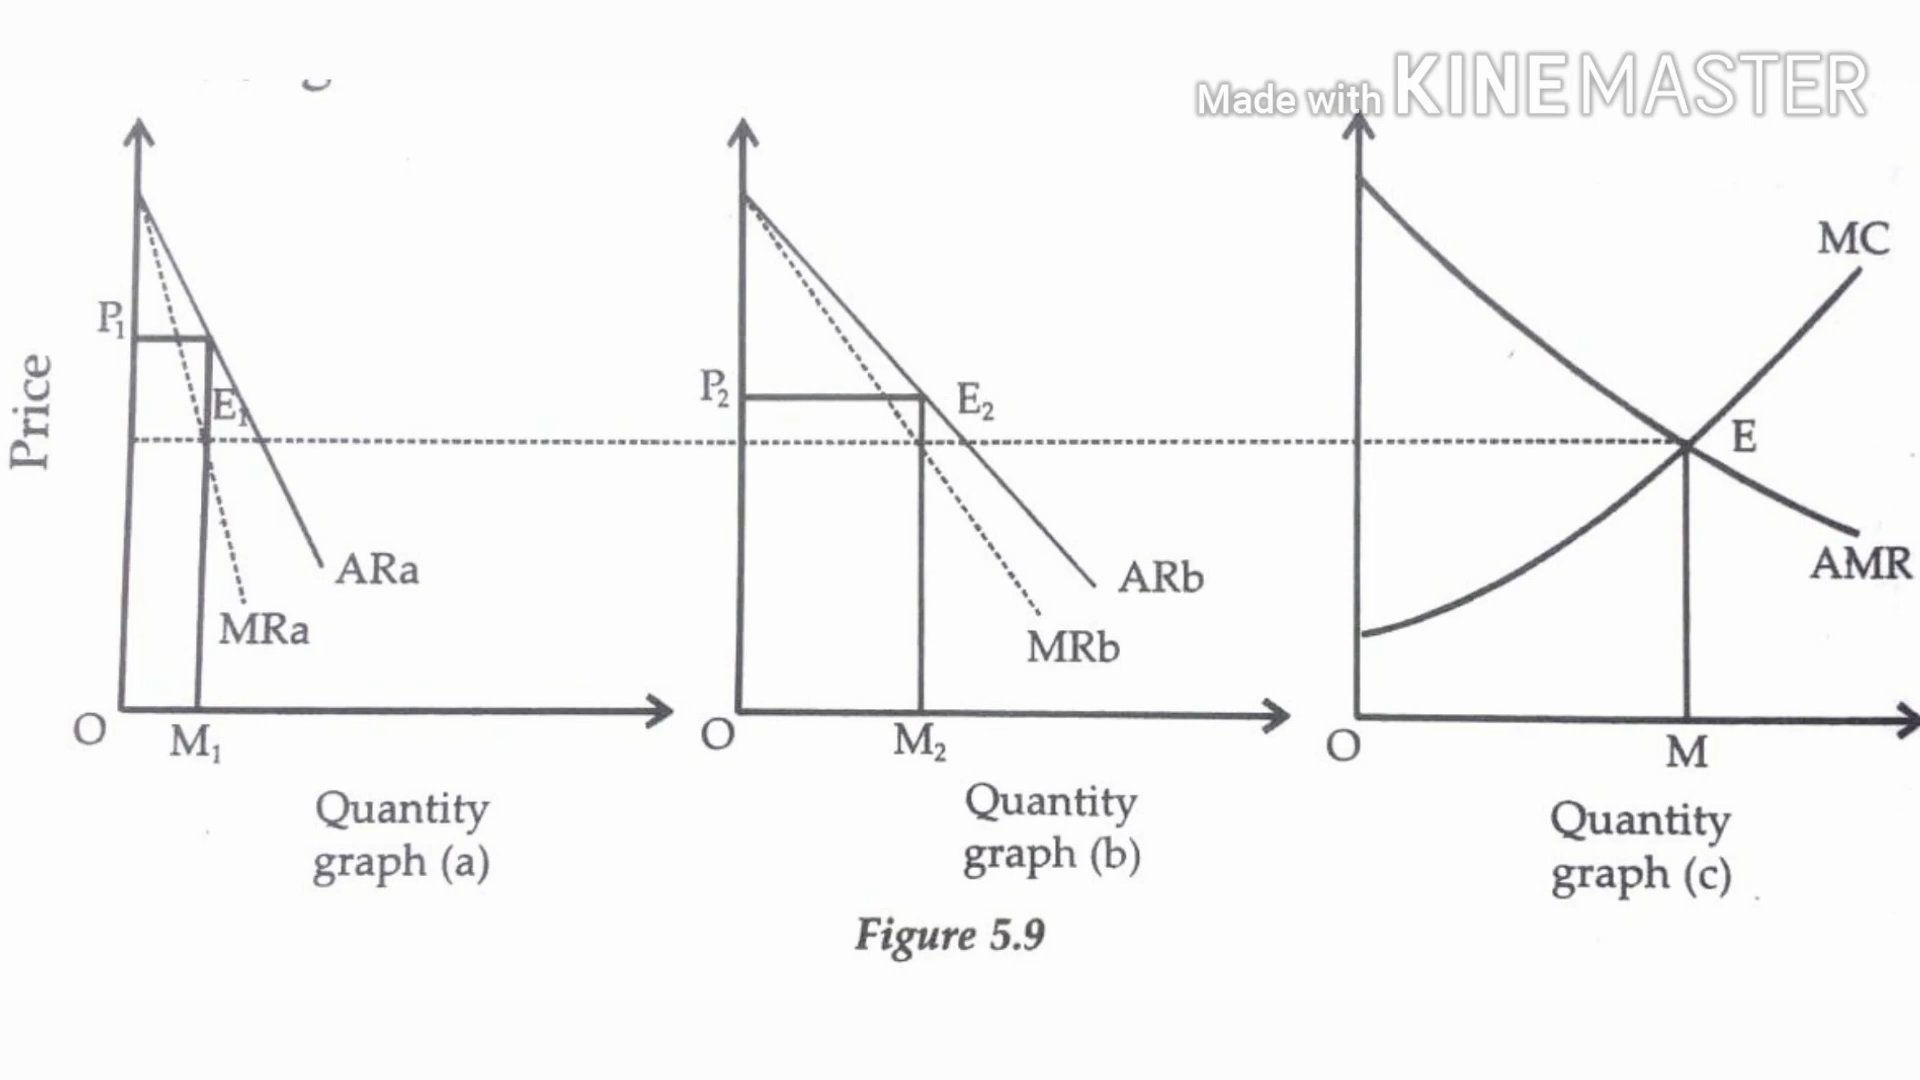 Made with KINEMASTER
Price
P1
E1
ARa
MRa
O
M1
Quantity
graph (a)
P2
E2
ARb
MRb
O
M2
Quantity
graph (b)
MC
E
AMR
O
M
Quantity
graph (c)
Figure 5.9